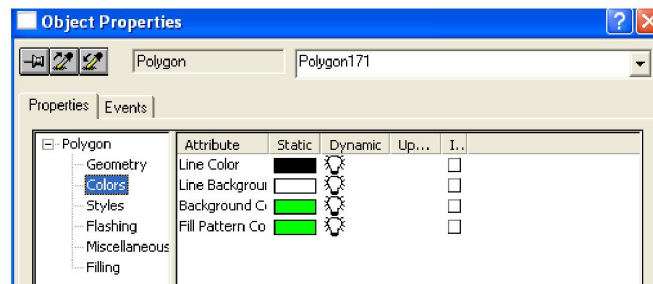 Object Properties
Polygon Polygon171
Properties Events
Polygon Attribute Static Dynamic Up... I..
Geometry Line Color
Colors Line Backgrou
Styles Background C
Flashing Fill Pattern Co
Miscellaneous
Filling